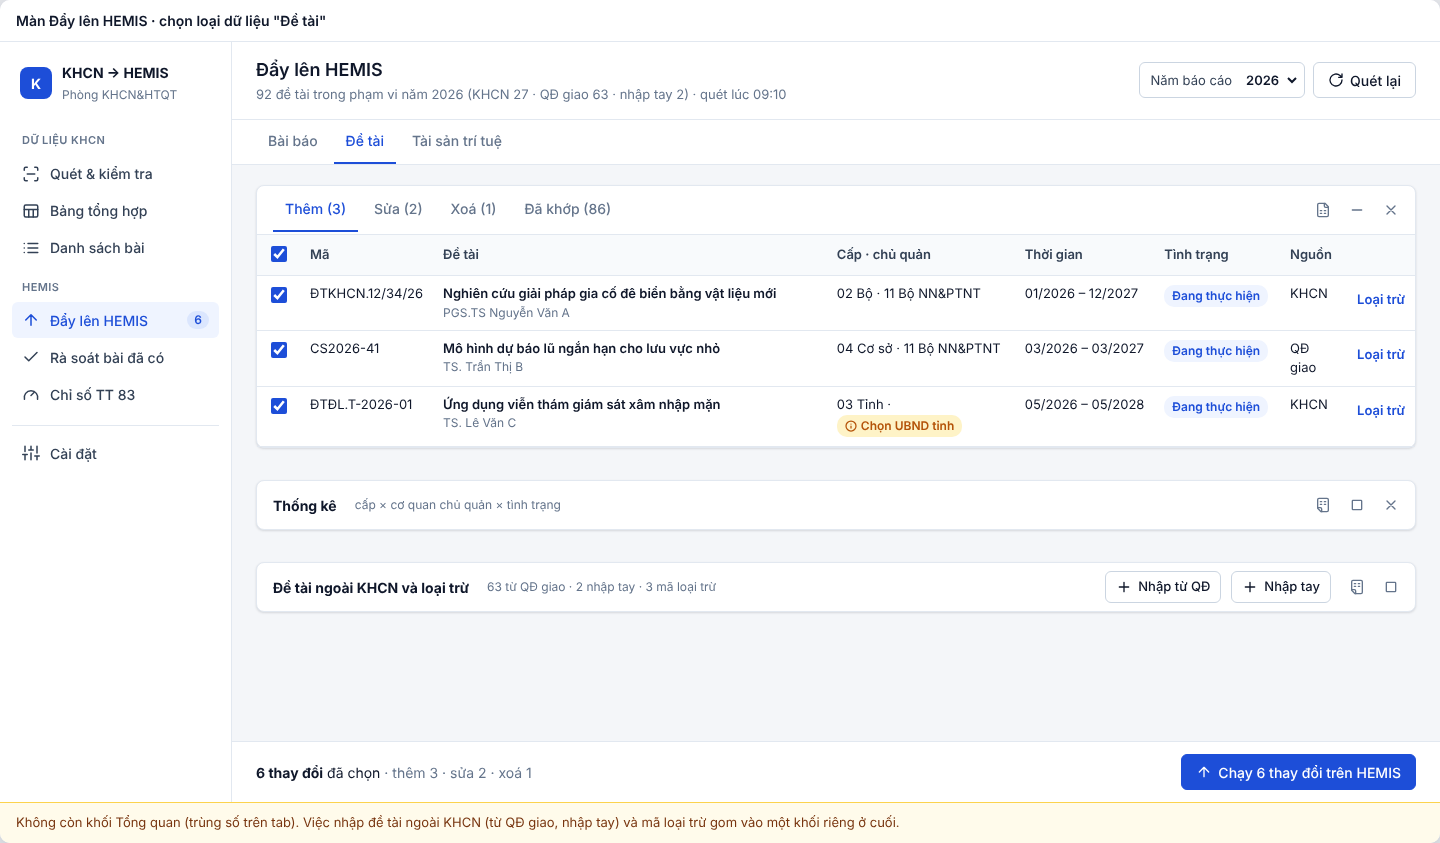 Màn Đẩy lên HEMIS · chọn loại dữ liệu "Đề tài"
K
KHCN → HEMIS
Phòng KHCN&HTQT
DỮ LIỆU KHCN
Quét & kiểm tra
Bảng tổng hợp
Danh sách bài
HEMIS
Đẩy lên HEMIS 6
Rà soát bài đã có
Chỉ số TT 83
Cài đặt
Đẩy lên HEMIS
92 đề tài trong phạm vi năm 2026 (KHCN 27 · QĐ giao 63 · nhập tay 2) · quét lúc 09:10
Năm báo cáo 2026
Quét lại
Bài báo Đề tài Tài sản trí tuệ
Thêm (3) Sửa (2) Xoá (1) Đã khớp (86)
Mã Đề tài Cấp · chủ quản Thời gian Tình trạng Nguồn
ĐTKHCN.12/34/26 Nghiên cứu giải pháp gia cố đê biển bằng vật liệu mới 02 Bộ · 11 Bộ NN&PTNT 01/2026 – 12/2027 Đang thực hiện KHCN Loại trừ
PGS.TS Nguyễn Văn A
CS2026-41 Mô hình dự báo lũ ngắn hạn cho lưu vực nhỏ 04 Cơ sở · 11 Bộ NN&PTNT 03/2026 – 03/2027 Đang thực hiện QĐ giao Loại trừ
TS. Trần Thị B
ĐTĐL.T-2026-01 Ứng dụng viễn thám giám sát xâm nhập mặn 03 Tỉnh · 05/2026 – 05/2028 Đang thực hiện KHCN Loại trừ
TS. Lê Văn C Chọn UBND tỉnh
Thống kê cấp × cơ quan chủ quản × tình trạng
Đề tài ngoài KHCN và loại trừ 63 từ QĐ giao · 2 nhập tay · 3 mã loại trừ Nhập từ QĐ Nhập tay
6 thay đổi đã chọn · thêm 3 · sửa 2 · xoá 1
Chạy 6 thay đổi trên HEMIS
Không còn khối Tổng quan (trùng số trên tab). Việc nhập đề tài ngoài KHCN (từ QĐ giao, nhập tay) và mã loại trừ gom vào một khối riêng ở cuối.